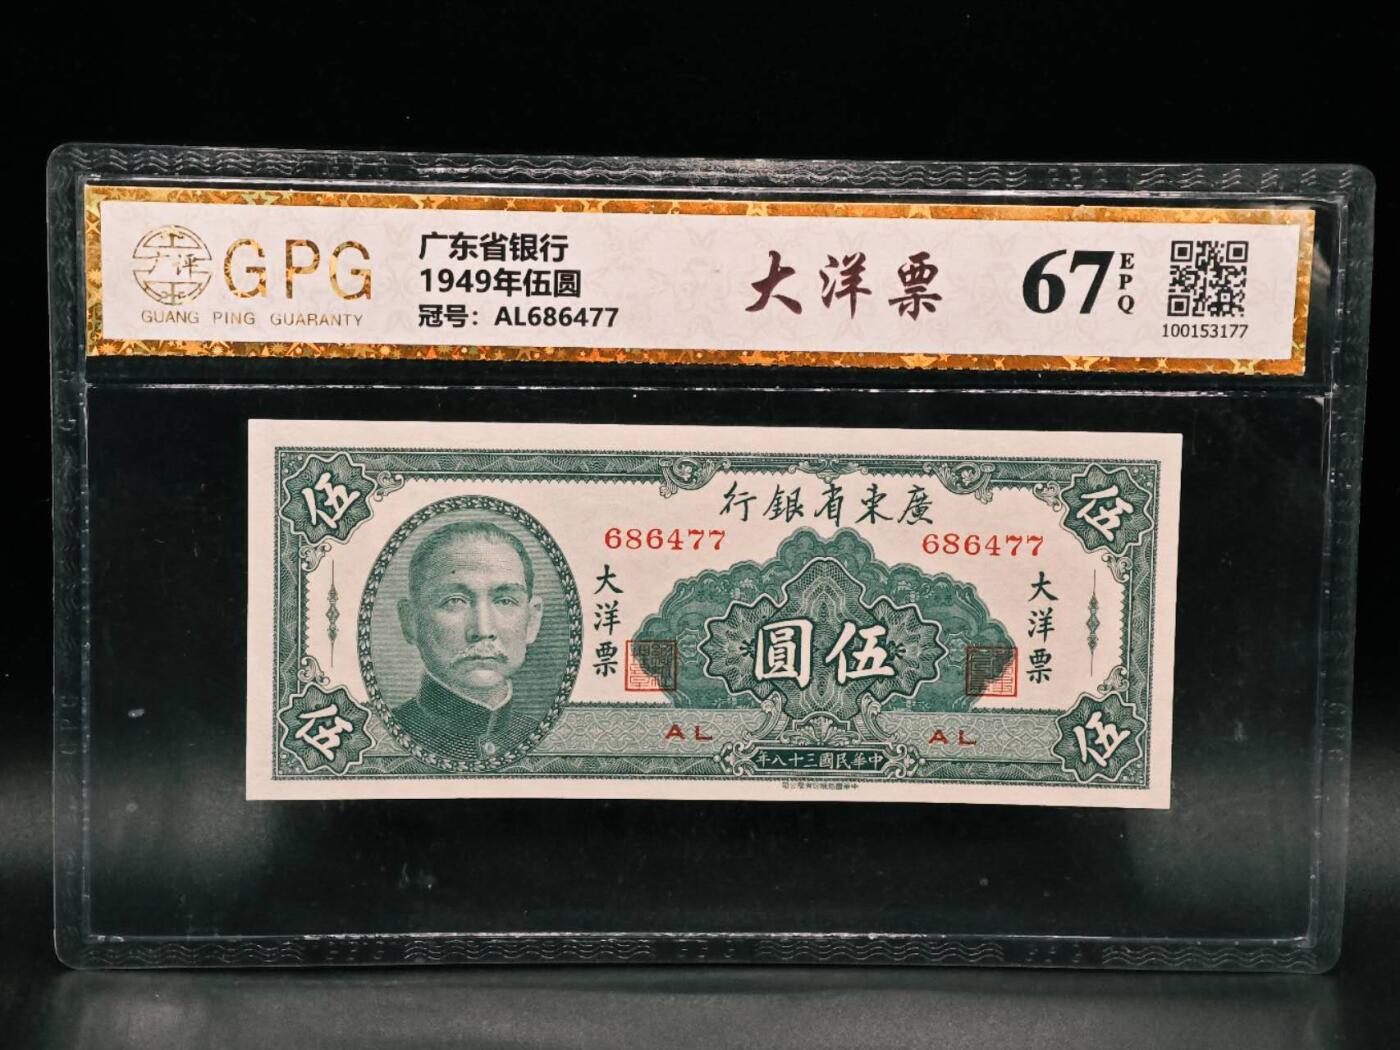 广评
GPG
GUANG PING GUARANTY
广东省银行
1949年伍圆
冠号：AL686477
大洋票
67
EPQ
100153177
伍
伍
行銀省東廣
686477
686477
大洋票
大洋票
圓伍
AL
AL
伍
伍
年八十三國民華中